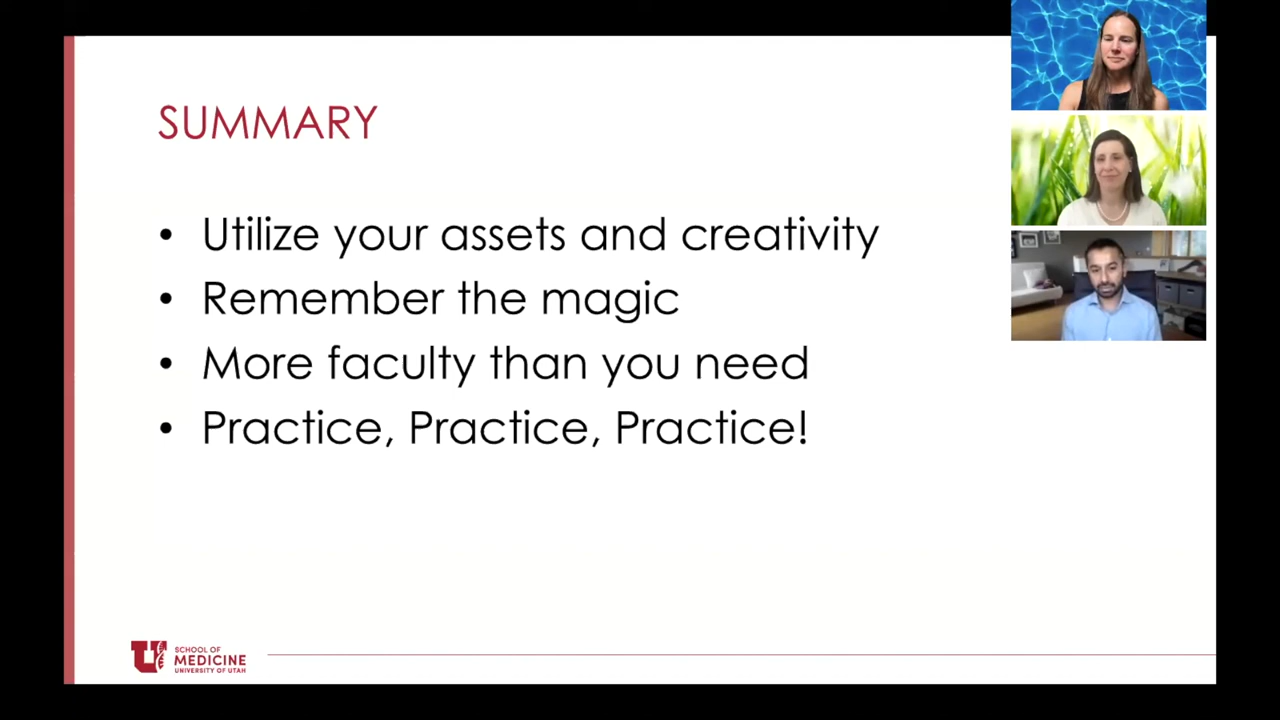 SUMMARY
• Utilize your assets and creativity
• Remember the magic
• More faculty than you need
• Practice, Practice, Practice!
SCHOOL OF
MEDICINE
UNIVERSITY OF UTAH